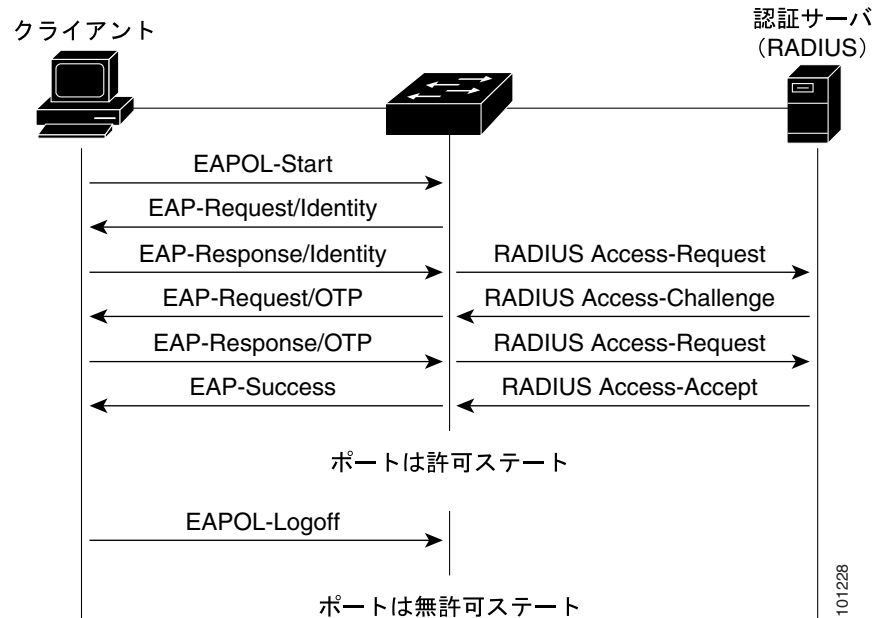 クライアント
認証サーバ
（RADIUS）
EAPOL-Start
EAP-Request/Identity
EAP-Response/Identity
RADIUS Access-Request
EAP-Request/OTP
RADIUS Access-Challenge
EAP-Response/OTP
RADIUS Access-Request
EAP-Success
RADIUS Access-Accept
ポートは許可ステート
EAPOL-Logoff
ポートは無許可ステート
101228